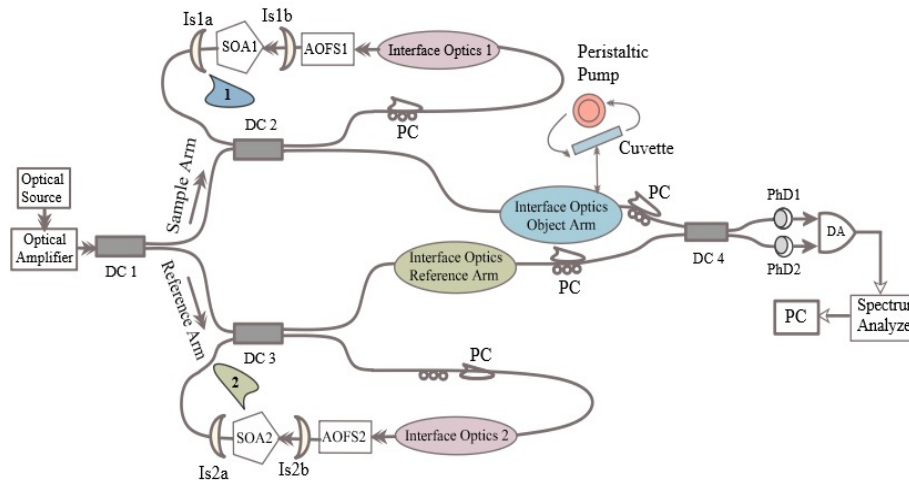 Is1a
Is1b
SOA1
AOFS1
Interface Optics 1
Peristaltic
Pump
1
PC
DC 2
Cuvette
Optical
Source
Sample Arm
PC
Interface Optics
Object Arm
PhD1
Optical
Amplifier
DC 1
DA
DC 4
PhD2
Interface Optics
Reference Arm
PC
Reference Arm
PC
Spectrum
Analyze
DC 3
PC
2
SOA2
AOFS2
Interface Optics 2
Is2a
Is2b